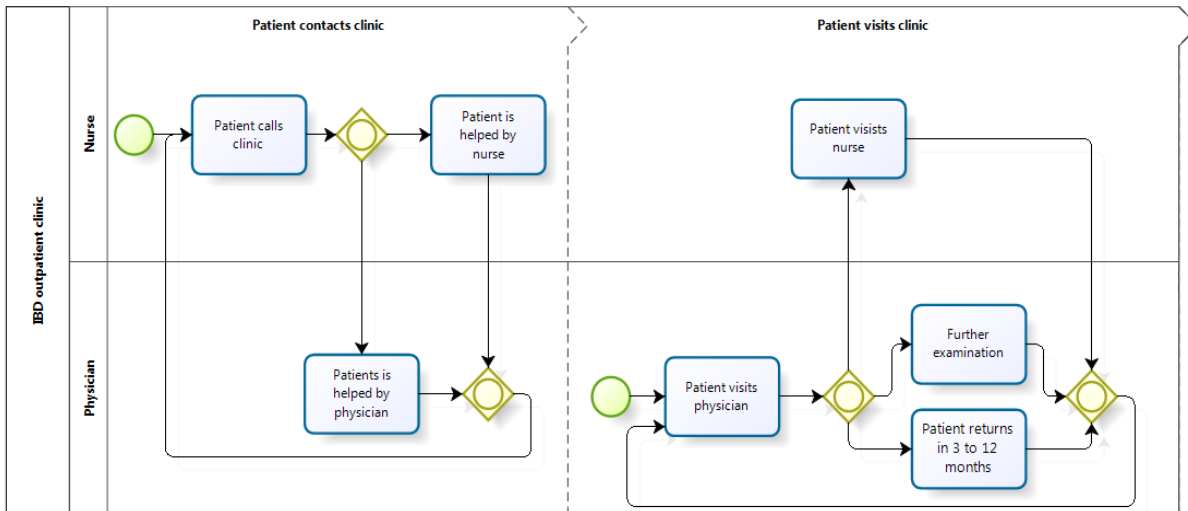 Patient contacts clinic
Patient visits clinic
IBD outpatient clinic
Nurse
Patient calls
clinic
Patient is
helped by
nurse
Patient visists
nurse
Physician
Patients is
helped by
physician
Patient visits
physician
Further
examination
Patient returns
in 3 to 12
months